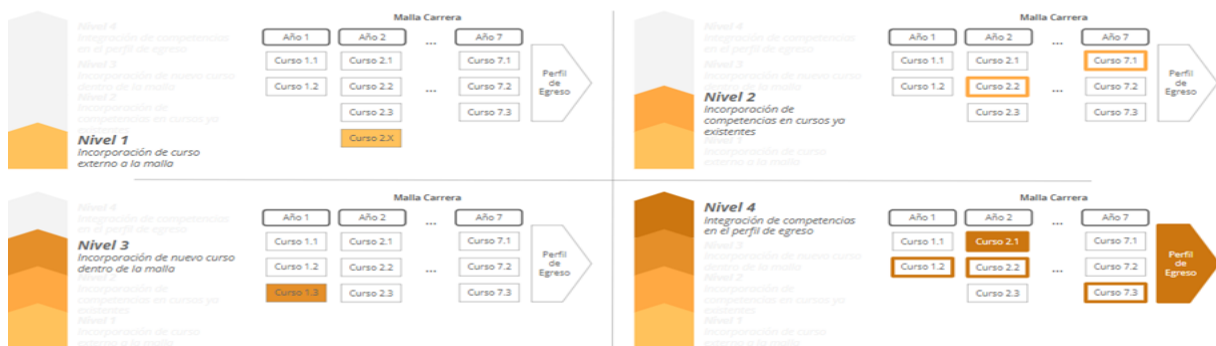 Nivel 4
Integración de competencias
en el perfil de egreso
Nivel 3
Incorporación de nuevo curso
dentro de la malla
Nivel 2
Incorporación de
competencias en cursos ya
existentes
Nivel 1
Incorporación de curso
externo a la malla
Malla Carrera
Año 1 Año 2 ... Año 7
Curso 1.1 Curso 2.1 Curso 7.1
Curso 1.2 Curso 2.2 ... Curso 7.2
Curso 2.3 Curso 7.3
Curso 2.X
Perfil
de
Egreso
Nivel 4
Integración de competencias
en el perfil de egreso
Nivel 3
Incorporación de nuevo curso
dentro de la malla
Nivel 2
Incorporación de
competencias en cursos ya
existentes
Nivel 1
Incorporación de curso
externo a la malla
Malla Carrera
Año 1 Año 2 ... Año 7
Curso 1.1 Curso 2.1 Curso 7.1
Curso 1.2 Curso 2.2 ... Curso 7.2
Curso 2.3 Curso 7.3
Perfil
de
Egreso
Nivel 4
Integración de competencias
en el perfil de egreso
Nivel 3
Incorporación de nuevo curso
dentro de la malla
Nivel 2
Incorporación de
competencias en cursos ya
existentes
Nivel 1
Incorporación de curso
externo a la malla
Malla Carrera
Año 1 Año 2 ... Año 7
Curso 1.1 Curso 2.1 Curso 7.1
Curso 1.2 Curso 2.2 ... Curso 7.2
Curso 1.3 Curso 2.3 Curso 7.3
Perfil
de
Egreso
Nivel 4
Integración de competencias
en el perfil de egreso
Nivel 3
Incorporación de nuevo curso
dentro de la malla
Nivel 2
Incorporación de
competencias en cursos ya
existentes
Nivel 1
Incorporación de curso
externo a la malla
Malla Carrera
Año 1 Año 2 ... Año 7
Curso 1.1 Curso 2.1 Curso 7.1
Curso 1.2 Curso 2.2 ... Curso 7.2
Curso 2.3 Curso 7.3
Perfil
de
Egreso